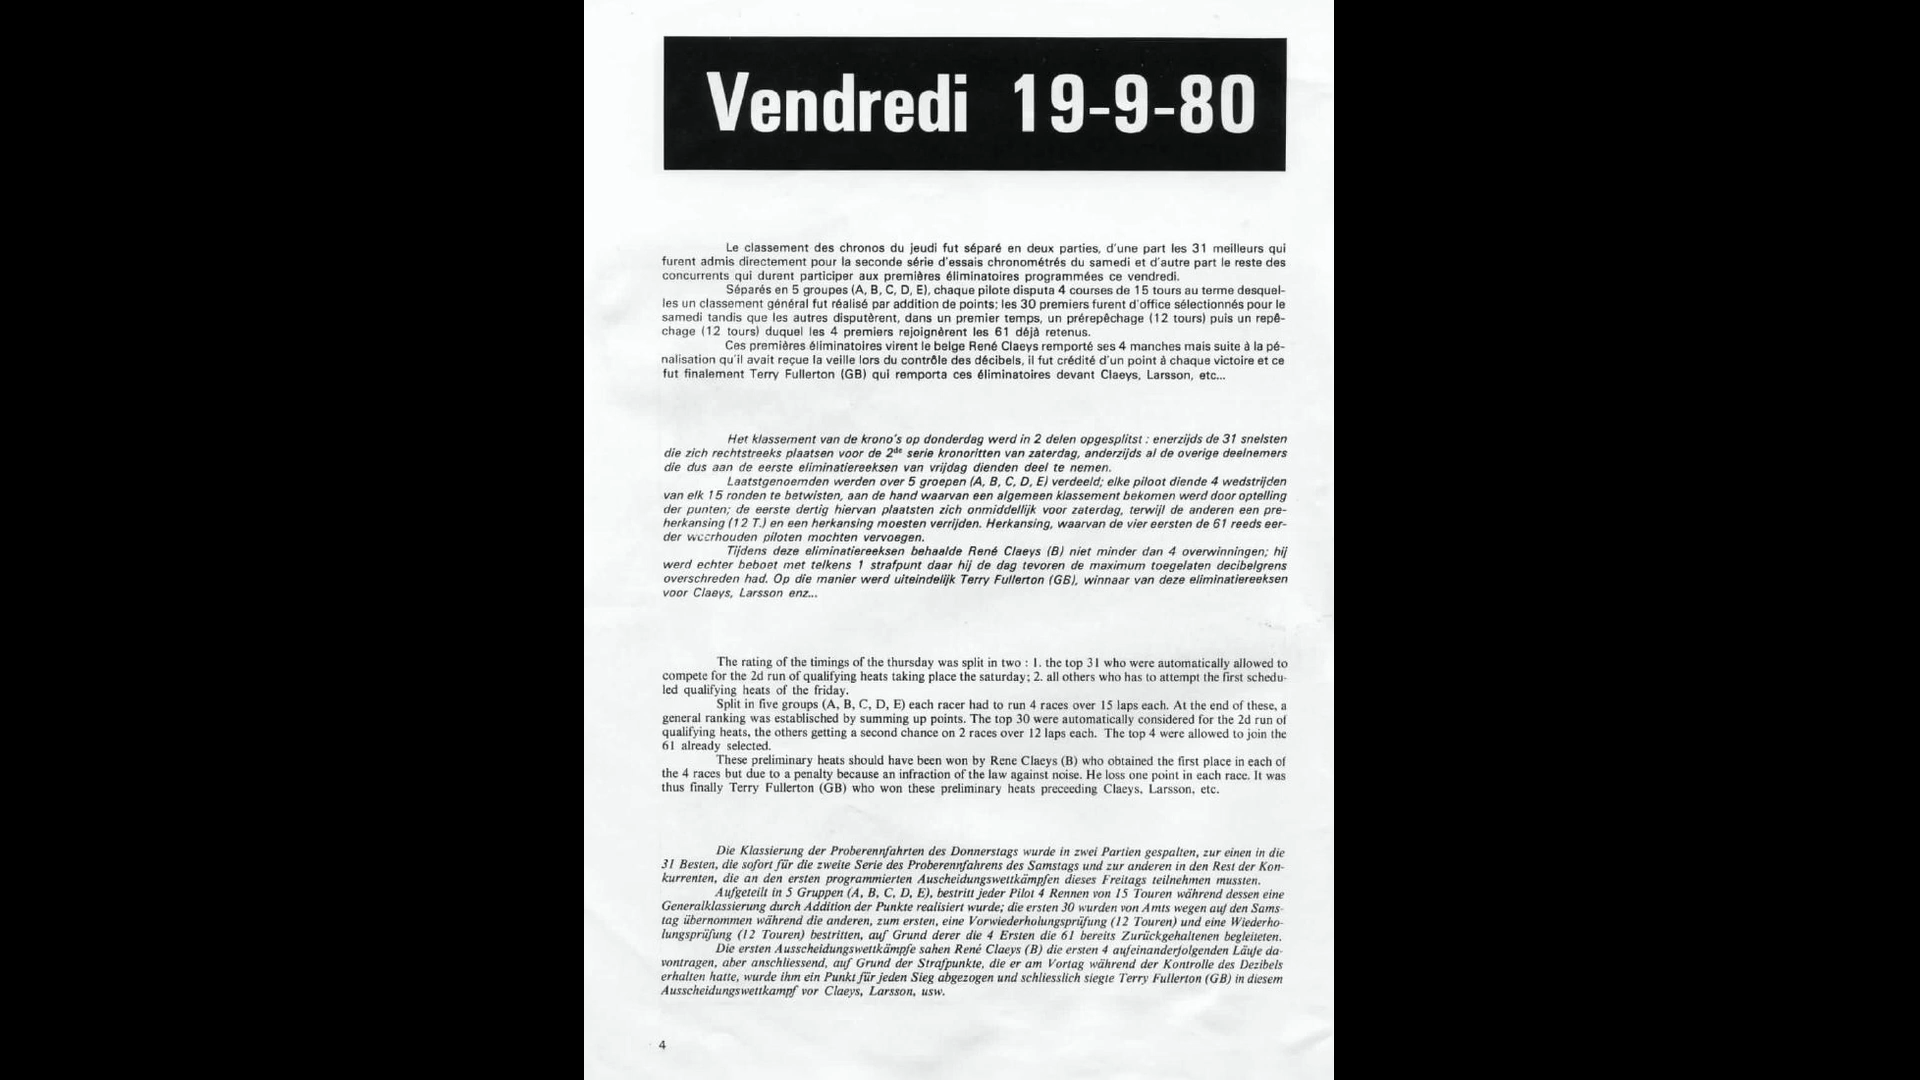 Vendredi 19-9-80
Le classement des chronos du jeudi fut séparé en deux parties, d'une part les 31 meilleurs qui
furent admis directement pour la seconde série d'essais chronométrés du samedi et d'autre part le reste des
concurrents qui durent participer aux premières éliminatoires programmées ce vendredi.
Séparés en 5 groupes (A, B, C, D, E), chaque pilote disputa 4 courses de 15 tours au terme desquel-
les un classement général fut réalisé par addition de points; les 30 premiers furent d'office sélectionnés pour le
samedi tandis que les autres disputèrent, dans un premier temps, un prérepêchage (12 tours) puis un repê-
chage (12 tours) duquel les 4 premiers rejoignèrent les 61 déjà retenus.
Ces premières éliminatoires virent le belge René Claeys remporté ses 4 manches mais suite à la pé-
nalisation qu'il avait reçue la veille lors du contrôle des décibels, il fut crédité d'un point à chaque victoire et ce
fut finalement Terry Fullerton (GB) qui remporta ces éliminatoires devant Claeys, Larsson, etc...
Het klassement van de krono's op donderdag werd in 2 delen opgesplitst : enerzijds de 31 snelsten
die zich rechtstreeks plaatsen voor de 2de serie kronoritten van zaterdag, anderzijds al de overige deelnemers
die dus aan de eerste eliminatiereeksen van vrijdag dienden deel te nemen.
Laatstgenoemden werden over 5 groepen (A, B, C, D, E) verdeeld; elke piloot diende 4 wedstrijden
van elk 15 ronden te betwisten, aan de hand waarvan een algemeen klassement bekomen werd door optelling
der punten; de eerste dertig hiervan plaatsten zich onmiddellijk voor zaterdag, terwijl de anderen een pre-
herkansing (12 T.) en een herkansing moesten verrijden. Herkansing, waarvan de vier eersten de 61 reeds eer-
der weerhouden piloten mochten vervoegen.
Tijdens deze eliminatiereeksen behaalde René Claeys (B) niet minder dan 4 overwinningen; hij
werd echter beboet met telkens 1 strafpunt daar hij de dag tevoren de maximum toegelaten decibelgrens
overschreden had. Op die manier werd uiteindelijk Terry Fullerton (GB), winnaar van deze eliminatiereeksen
voor Claeys, Larsson enz...
The rating of the timings of the thursday was split in two : 1. the top 31 who were automatically allowed to
compete for the 2d run of qualifying heats taking place the saturday; 2. all others who has to attempt the first schedu-
led qualifying heats of the friday.
Split in five groups (A, B, C, D, E) each racer had to run 4 races over 15 laps each. At the end of these, a
general ranking was establisched by summing up points. The top 30 were automatically considered for the 2d run of
qualifying heats, the others getting a second chance on 2 races over 12 laps each. The top 4 were allowed to join the
61 already selected.
These preliminary heats should have been won by Rene Claeys (B) who obtained the first place in each of
the 4 races but due to a penalty because an infraction of the law against noise. He loss one point in each race. It was
thus finally Terry Fullerton (GB) who won these preliminary heats preceeding Claeys, Larsson, etc.
Die Klassierung der Proberennfahrten des Donnerstags wurde in zwei Partien gespalten, zur einen in die
31 Besten, die sofort für die zweite Serie des Proberennfahrens des Samstags und zur anderen in den Rest der Kon-
kurrenten, die an den ersten programmierten Auscheidungswettkämpfen dieses Freitags teilnehmen mussten.
Aufgeteilt in 5 Gruppen (A, B, C, D, E), bestritt jeder Pilot 4 Rennen von 15 Touren während dessen eine
Generalklassierung durch Addition der Punkte realisiert wurde; die ersten 30 wurden von Amts wegen auf den Sams-
tag übernommen während die anderen, zum ersten, eine Vorwiederholungsprüfung (12 Touren) und eine Wiederho-
lungsprüfung (12 Touren) bestritten, auf Grund derer die 4 Ersten die 61 bereits Zurückgehaltenen begleiteten.
Die ersten Ausscheidungswettkämpfe sahen René Claeys (B) die ersten 4 aufeinanderfolgenden Läufe da-
vontragen, aber anschliessend, auf Grund der Strafpunkte, die er am Vortag während der Kontrolle des Dezibels
erhalten hatte, wurde ihm ein Punkt für jeden Sieg abgezogen und schliesslich siegte Terry Fullerton (GB) in diesem
Ausscheidungswettkampf vor Claeys, Larsson, usw.
4